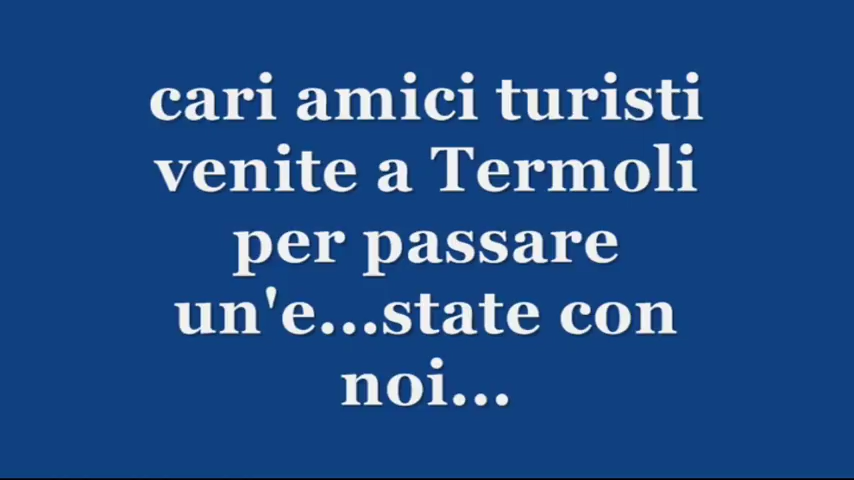 cari amici turisti
venite a Termoli
per passare
un'e...state con
noi...